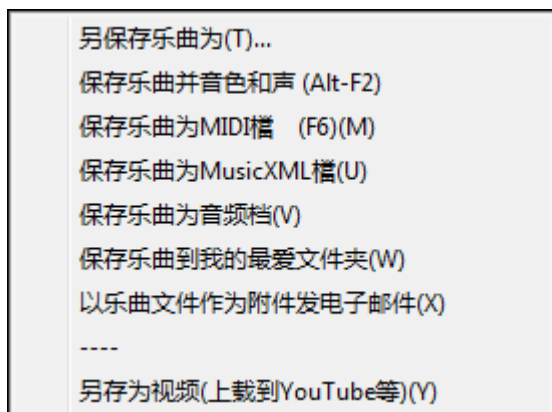 另保存乐曲为(T)...
保存乐曲并音色和声 (Alt-F2)
保存乐曲为MIDI檔　(F6)(M)
保存乐曲为MusicXML檔(U)
保存乐曲为音频档(V)
保存乐曲到我的最爱文件夹(W)
以乐曲文件作为附件发电子邮件(X)
----
另存为视频(上载到YouTube等)(Y)